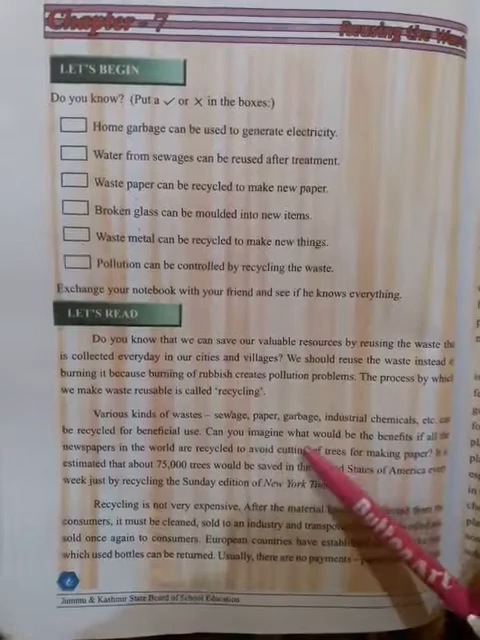 Chapter - 7
Reusing the Waste
LET'S BEGIN
Do you know? (Put a ✓ or ✗ in the boxes:)
Home garbage can be used to generate electricity.
Water from sewages can be reused after treatment.
Waste paper can be recycled to make new paper.
Broken glass can be moulded into new items.
Waste metal can be recycled to make new things.
Pollution can be controlled by recycling the waste.
Exchange your notebook with your friend and see if he knows everything.
LET'S READ
Do you know that we can save our valuable resources by reusing the waste
is collected everyday in our cities and villages? We should reuse the waste instead
burning it because burning of rubbish creates pollution problems. The process by which
we make waste reusable is called 'recycling'.
Various kinds of wastes – sewage, paper, garbage, industrial chemicals, etc. can
be recycled for beneficial use. Can you imagine what would be the benefits if all the
newspapers in the world are recycled to avoid cutting of trees for making paper?
estimated that about 75,000 trees would be saved in the States of America every
week just by recycling the Sunday edition of New York
Recycling is not very expensive. After the material from the
consumers, it must be cleaned, sold to an industry and
sold once again to consumers. European countries have
which used bottles can be returned. Usually, there are no payments –
6
Jammu & Kashmir State Board of School Education
Butter ART